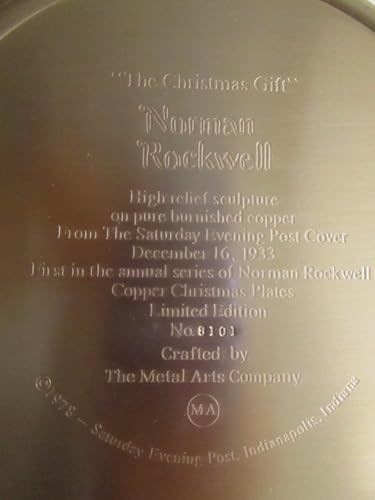 "The Christmas Gift"
Norman
Rockwell
High relief sculpture
on pure burnished copper
From The Saturday Evening Post Cover
December 16, 1933
First in the annual series of Norman Rockwell
Copper Christmas Plates
Limited Edition
No. 8101
Crafted by
The Metal Arts Company
MA
©1978 — Saturday Evening Post, Indianapolis, Indiana